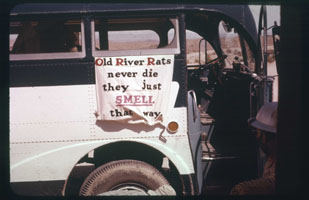 Old River Rats
never die
they just
SMELL
that way.